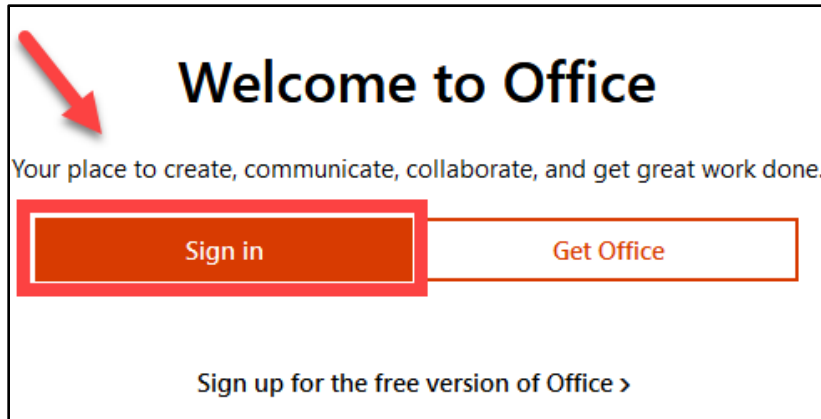 Welcome to Office
Your place to create, communicate, collaborate, and get great work done.
Sign in
Get Office
Sign up for the free version of Office >